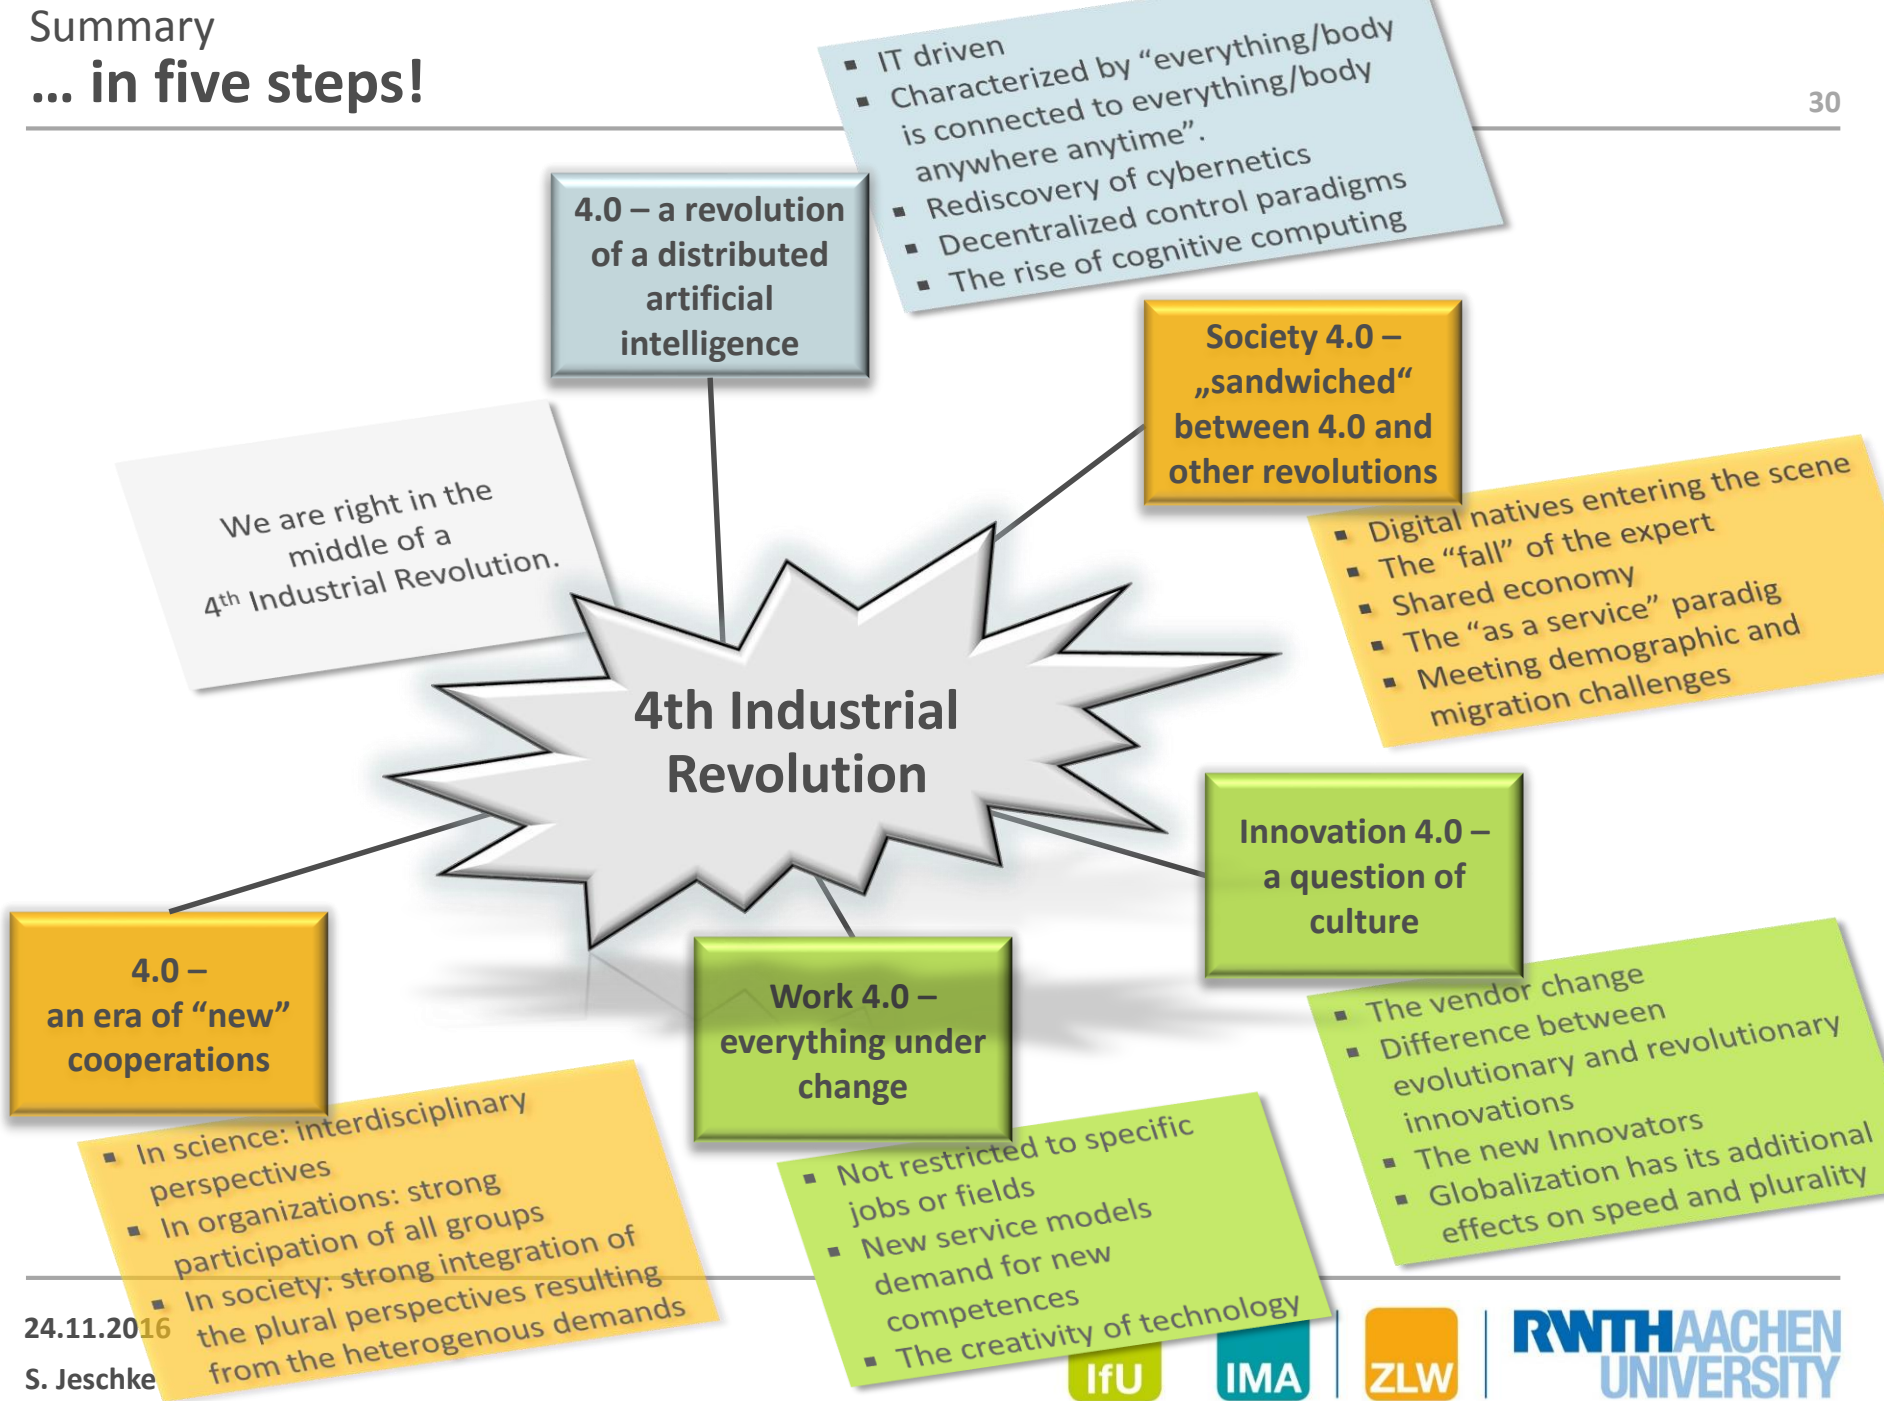 Summary
... in five steps!
30
▪ IT driven
▪ Characterized by “everything/body
is connected to everything/body
anywhere anytime”.
▪ Rediscovery of cybernetics
▪ Decentralized control paradigms
▪ The rise of cognitive computing
4.0 – a revolution
of a distributed
artificial
intelligence
Society 4.0 –
„sandwiched“
between 4.0 and
other revolutions
▪ Digital natives entering the scene
▪ The “fall” of the expert
▪ Shared economy
▪ The “as a service” paradig
▪ Meeting demographic and
migration challenges
We are right in the
middle of a
4th Industrial Revolution.
4th Industrial
Revolution
Innovation 4.0 –
a question of
culture
▪ The vendor change
▪ Difference between
evolutionary and revolutionary
innovations
▪ The new Innovators
▪ Globalization has its additional
effects on speed and plurality
4.0 –
an era of “new”
cooperations
▪ In science: interdisciplinary
perspectives
▪ In organizations: strong
participation of all groups
▪ In society: strong integration of
the plural perspectives resulting
from the heterogenous demands
Work 4.0 –
everything under
change
▪ Not restricted to specific
jobs or fields
▪ New service models
demand for new
competences
▪ The creativity of technology
24.11.2016
S. Jeschke
IfU
IMA
ZLW
RWTHAACHEN
UNIVERSITY